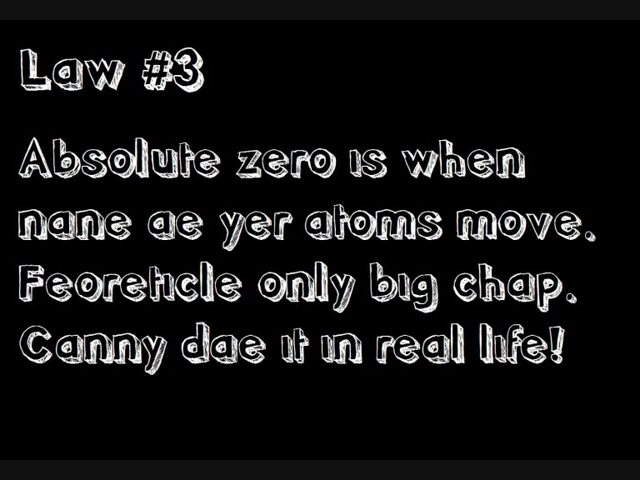 Law #3
Absolute zero is when
nane ae yer atoms move.
Feoreticle only big chap.
Canny dae it in real life!